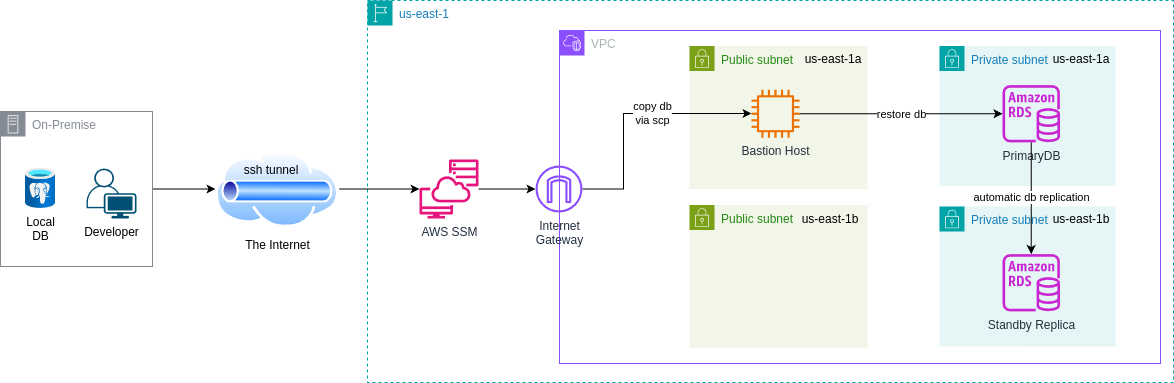 us-east-1
VPC
Public subnet us-east-1a
Private subnet us-east-1a
Amazon
RDS
copy db
via scp
restore db
On-Premise
Bastion Host
PrimaryDB
ssh tunnel
automatic db replication
Local
DB
Developer
The Internet
AWS SSM
Internet
Gateway
Public subnet us-east-1b
Private subnet us-east-1b
Amazon
RDS
Standby Replica